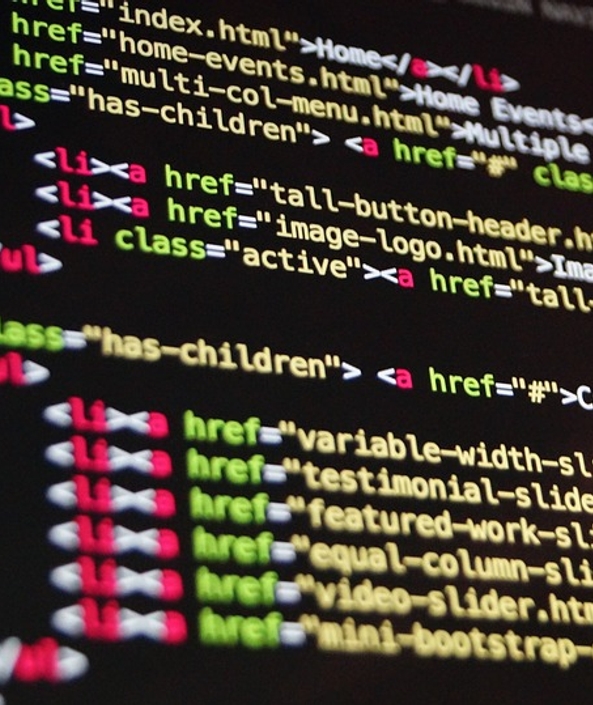 href="index.html">Home</a></li>
href="home-events.html">Home Events<
href="multi-col-menu.html">Multiple
ass="has-children"> <a href="#" clas
l>
<li><a href="tall-button-header.h
<li><a href="image-logo.html">Ima
<li class="active"><a href="tall-
ul>
lass="has-children"> <a href="#">C
ul>
<li><a href="variable-width-sl
<li><a href="testimonial-slide
<li><a href="featured-work-sli
<li><a href="equal-column-sli
<li><a href="video-slider.htm
<li><a href="mini-bootstrap-
</ul>